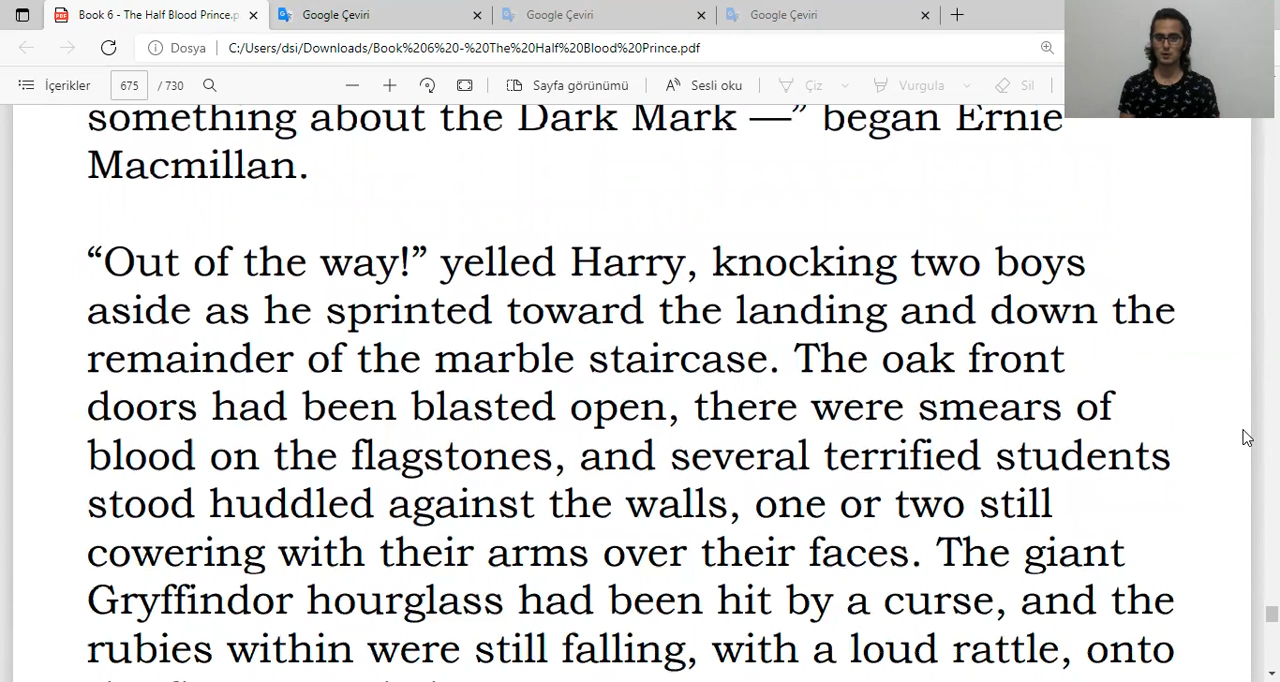 Book 6 - The Half Blood Prince.p
Google Çeviri
Google Çeviri
Google Çeviri
Dosya
C:/Users/dsi/Downloads/Book%206%20-%20The%20Half%20Blood%20Prince.pdf
İçerikler
675
/ 730
Sayfa görünümü
Sesli oku
Çiz
Vurgula
Sil
something about the Dark Mark —” began Ernie
Macmillan.
“Out of the way!” yelled Harry, knocking two boys
aside as he sprinted toward the landing and down the
remainder of the marble staircase. The oak front
doors had been blasted open, there were smears of
blood on the flagstones, and several terrified students
stood huddled against the walls, one or two still
cowering with their arms over their faces. The giant
Gryffindor hourglass had been hit by a curse, and the
rubies within were still falling, with a loud rattle, onto